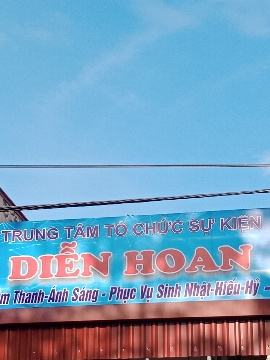 TRUNG TÂM TỔ CHỨC SỰ KIỆN
DIỄN HOAN
Thanh-Ánh Sáng - Phục Vụ Sinh Nhật-Hiếu-Hỷ -